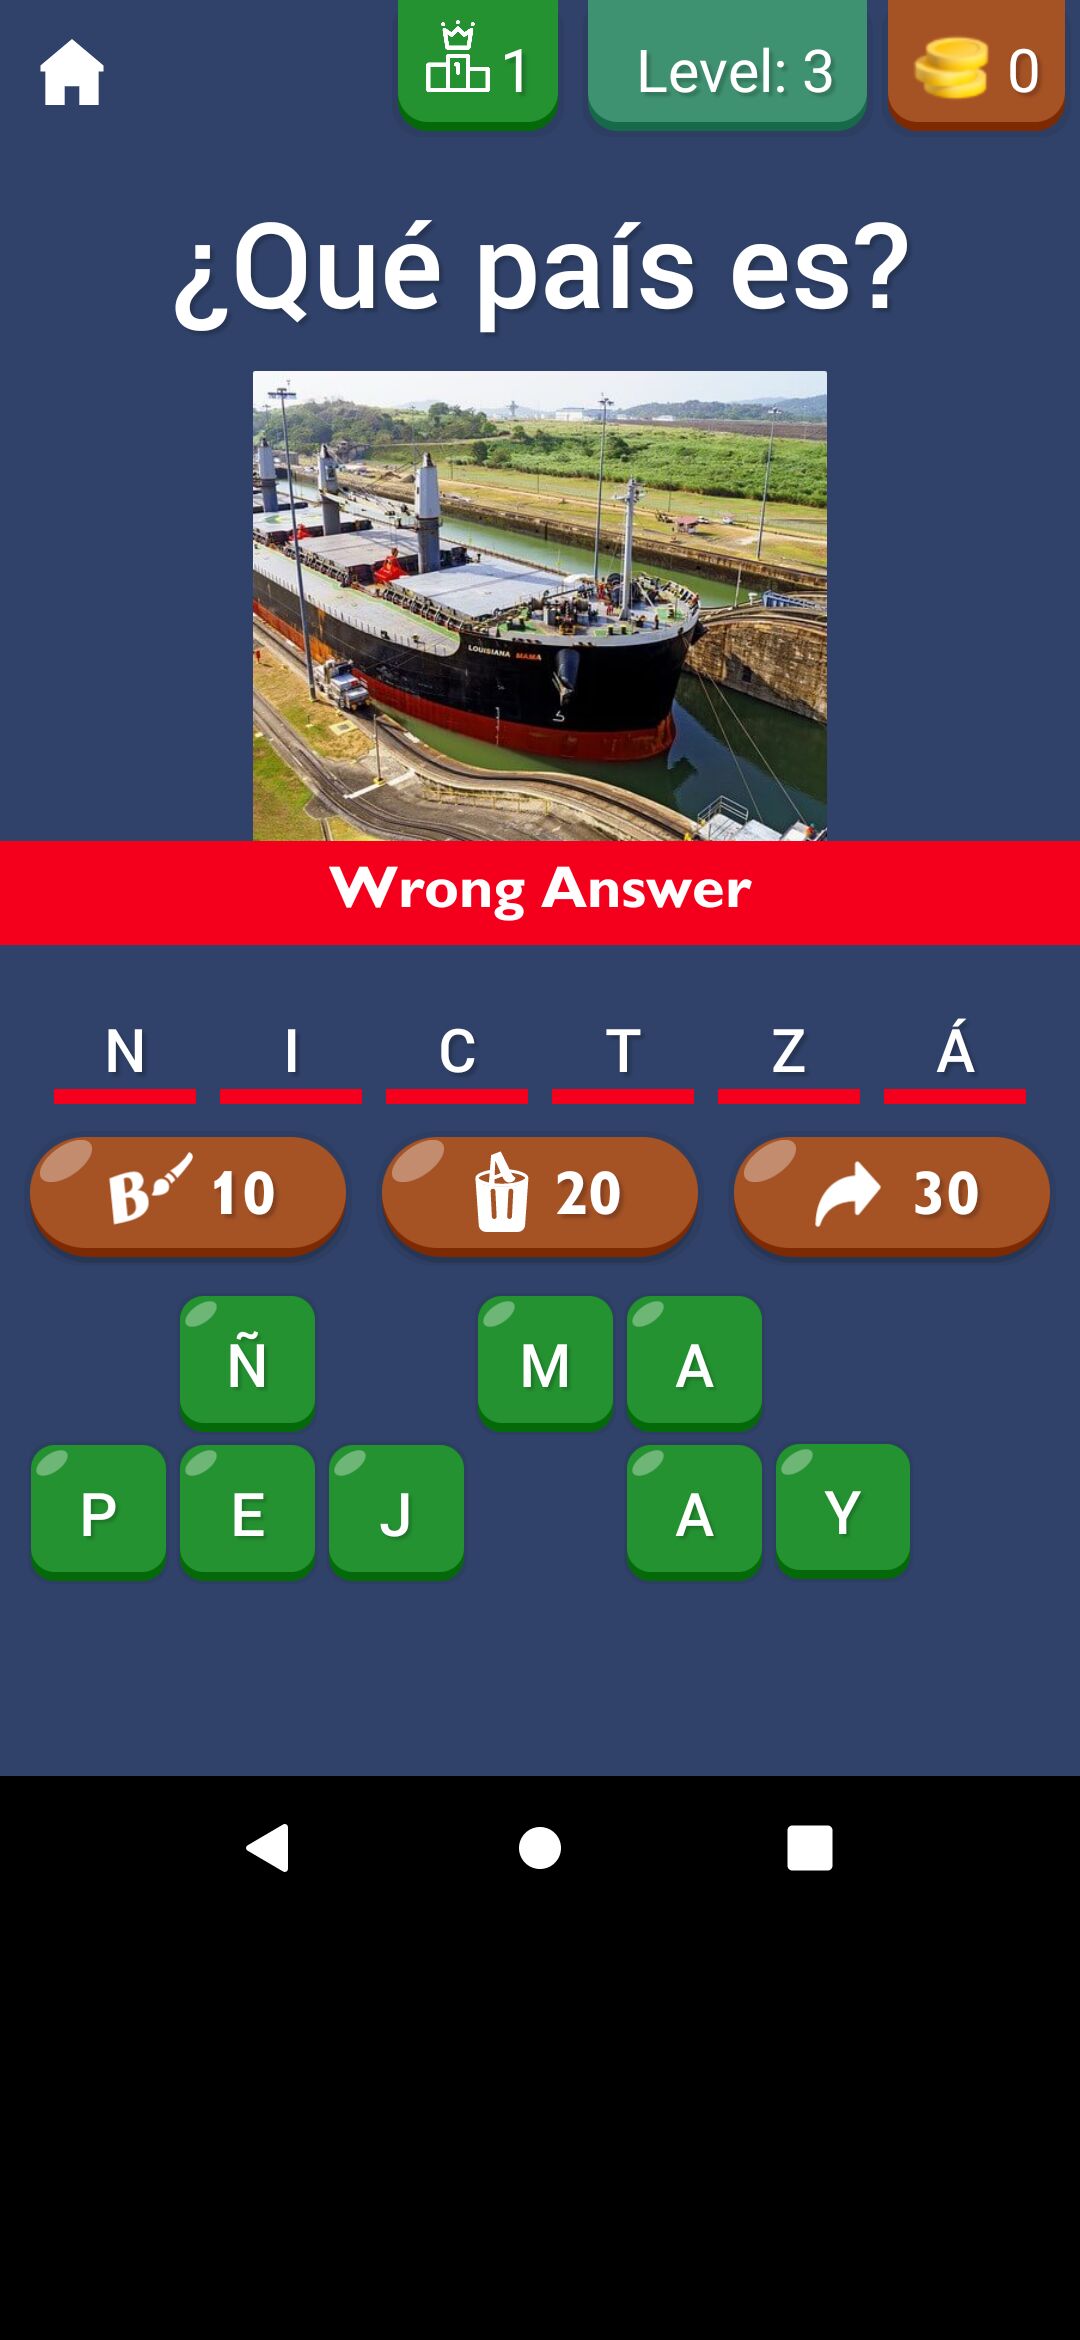 1
Level: 3
0
¿Qué país es?
LOUISIANA MAMA
Wrong Answer
N I C T Z Á
B 10
20
30
Ñ M A
P E J A Y